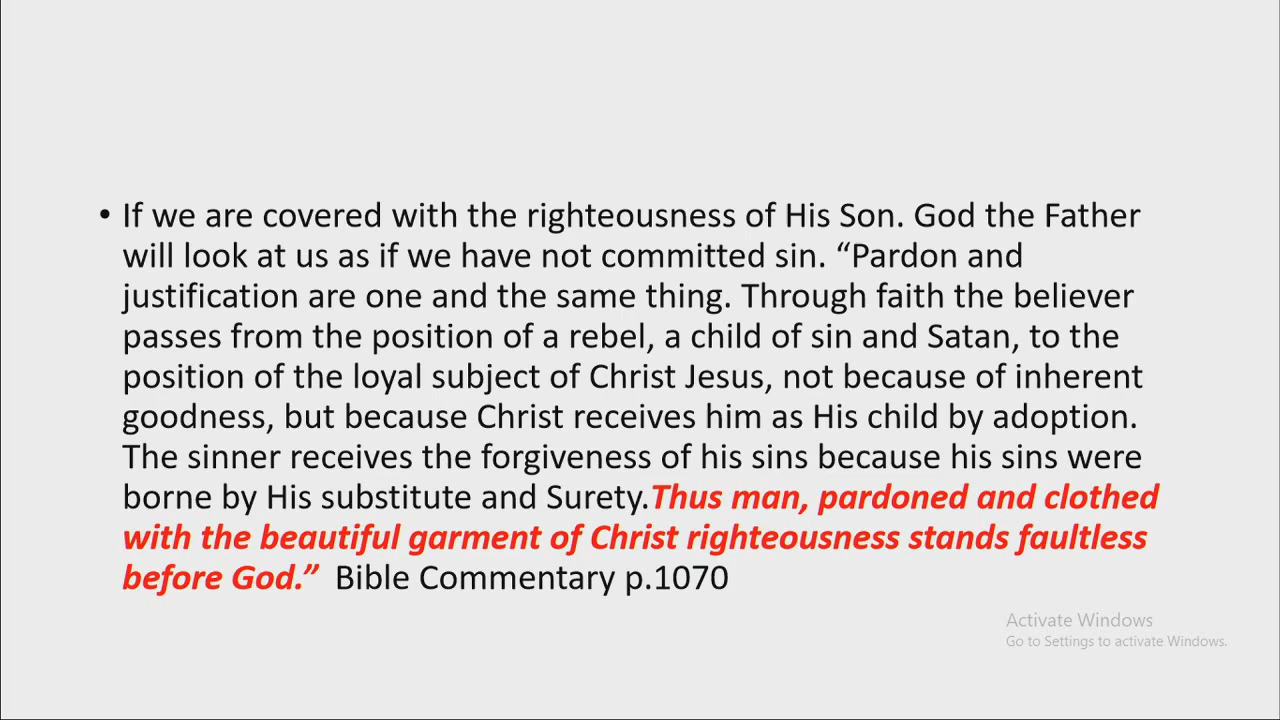 • If we are covered with the righteousness of His Son. God the Father
will look at us as if we have not committed sin. “Pardon and
justification are one and the same thing. Through faith the believer
passes from the position of a rebel, a child of sin and Satan, to the
position of the loyal subject of Christ Jesus, not because of inherent
goodness, but because Christ receives him as His child by adoption.
The sinner receives the forgiveness of his sins because his sins were
borne by His substitute and Surety.Thus man, pardoned and clothed
with the beautiful garment of Christ righteousness stands faultless
before God.” Bible Commentary p.1070
Activate Windows
Go to Settings to activate Windows.